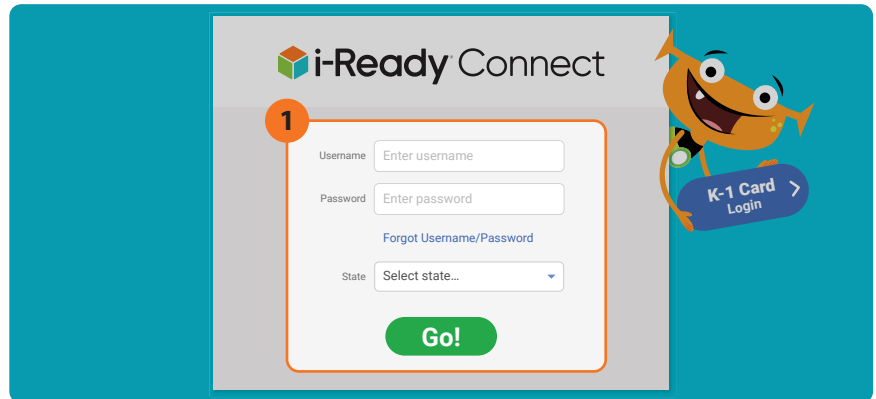 i-Ready Connect
1
Username Enter username
Password Enter password
Forgot Username/Password
State Select state...
Go!
K-1 Card
Login